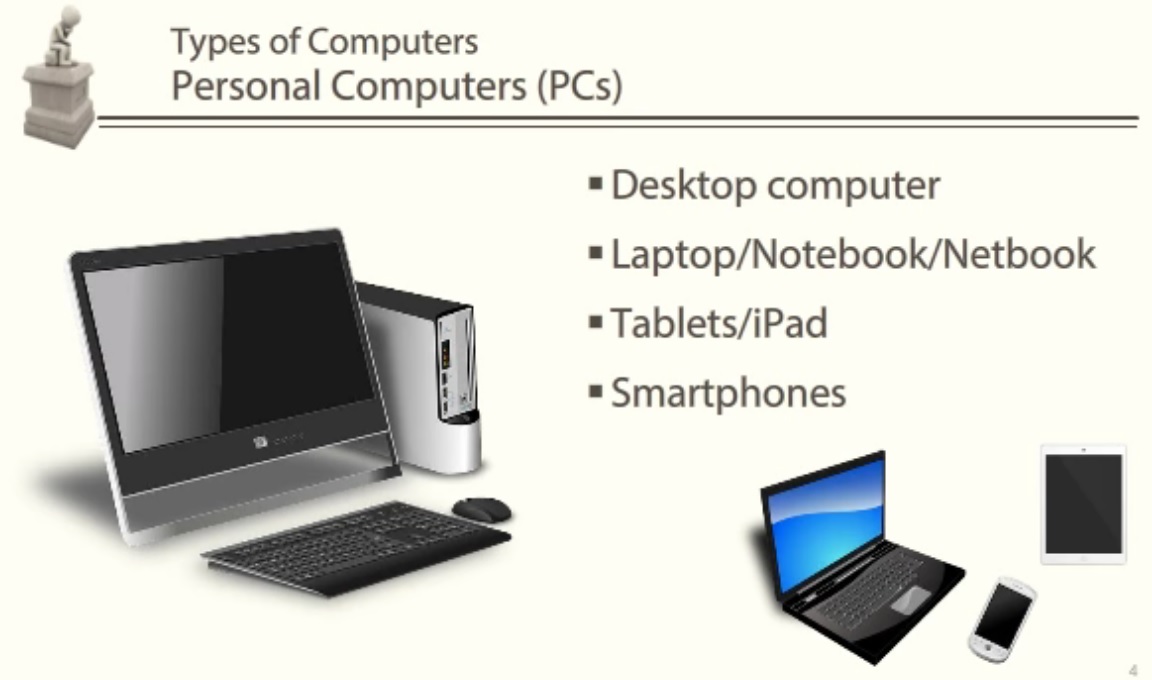 Types of Computers
Personal Computers (PCs)
▪ Desktop computer
▪ Laptop/Notebook/Netbook
▪ Tablets/iPad
▪ Smartphones
4